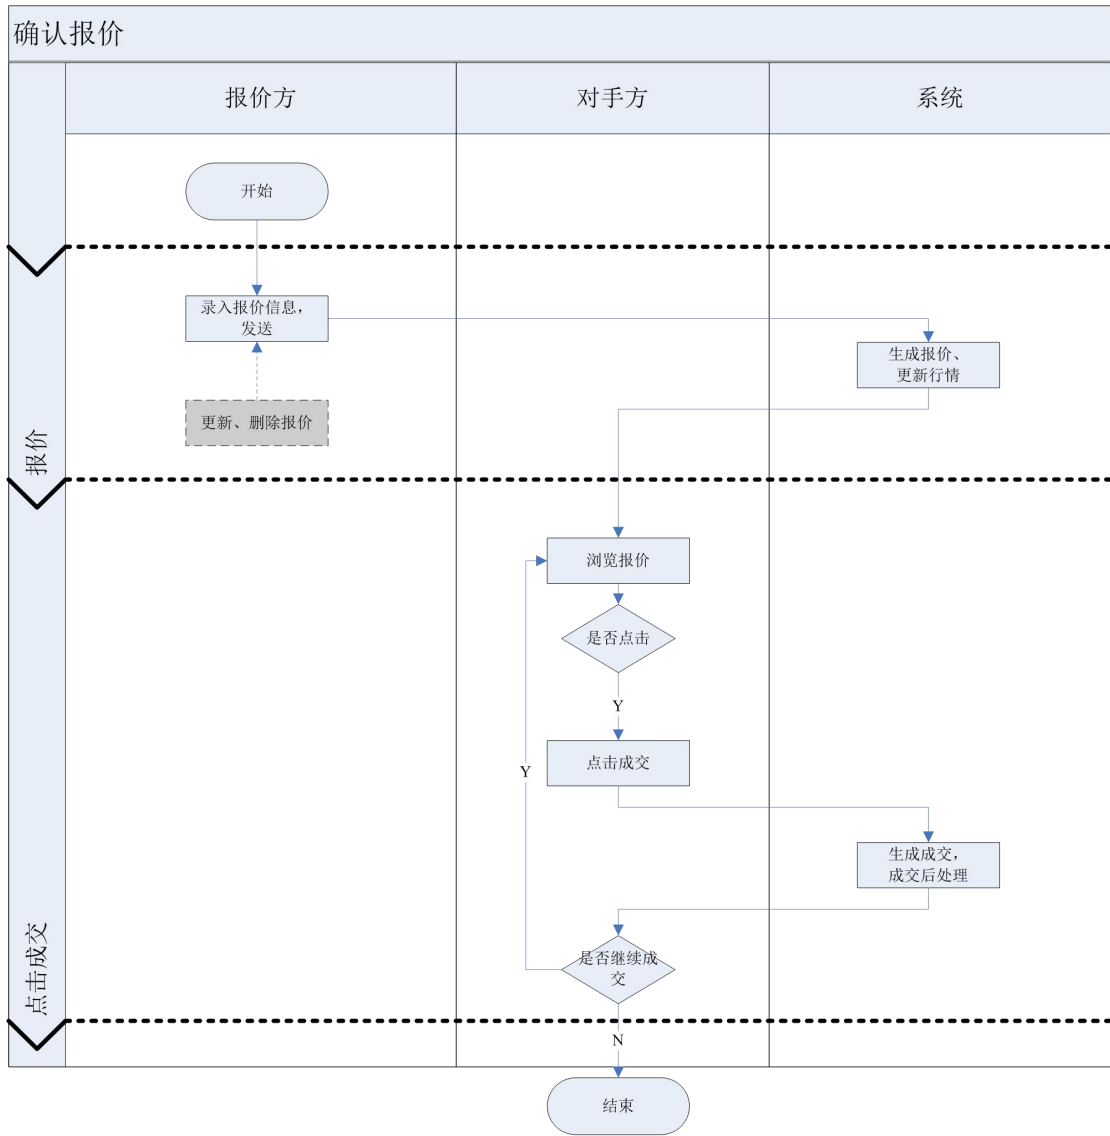 确认报价
报价方
对手方
系统
开始
录入报价信息，
发送
生成报价、
更新行情
更新、删除报价
报价
浏览报价
是否点击
Y
点击成交
Y
生成成交，
成交后处理
是否继续成
交
点击成交
N
结束